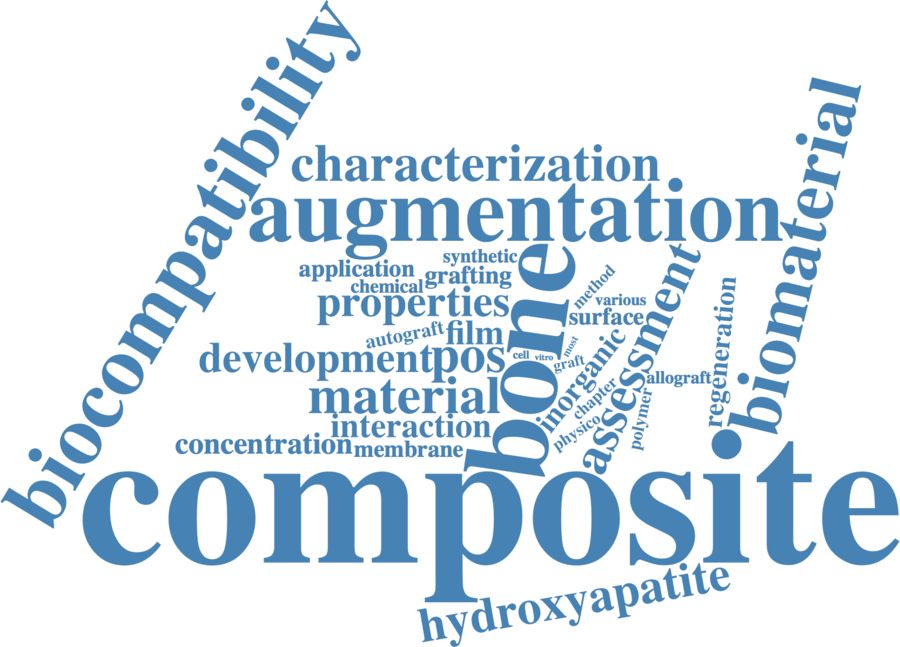 biocompatibility
characterization
augmentation
biomaterial
synthetic
application
grafting
chemical
method
properties
various
surface
bone
assessment
regeneration
autograft
film
most
development
pos
cell
vitro
graft
inorganic
allograft
material
chapter
polymer
interaction
physico
concentration
membrane
composite
hydroxyapatite